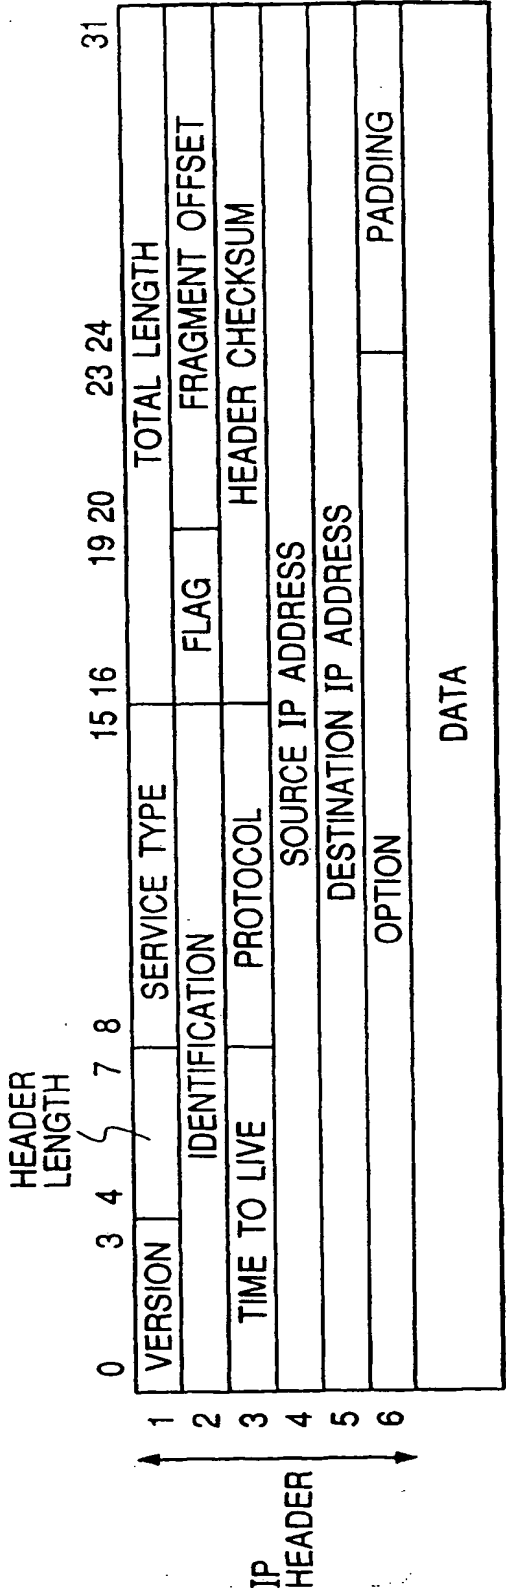 HEADER
LENGTH
0 3 4 7 8 15 16 19 20 23 24 31
1 VERSION SERVICE TYPE TOTAL LENGTH
2 IDENTIFICATION FLAG FRAGMENT OFFSET
3 TIME TO LIVE PROTOCOL HEADER CHECKSUM
4 SOURCE IP ADDRESS
5 DESTINATION IP ADDRESS
6 OPTION PADDING
DATA
IP
HEADER